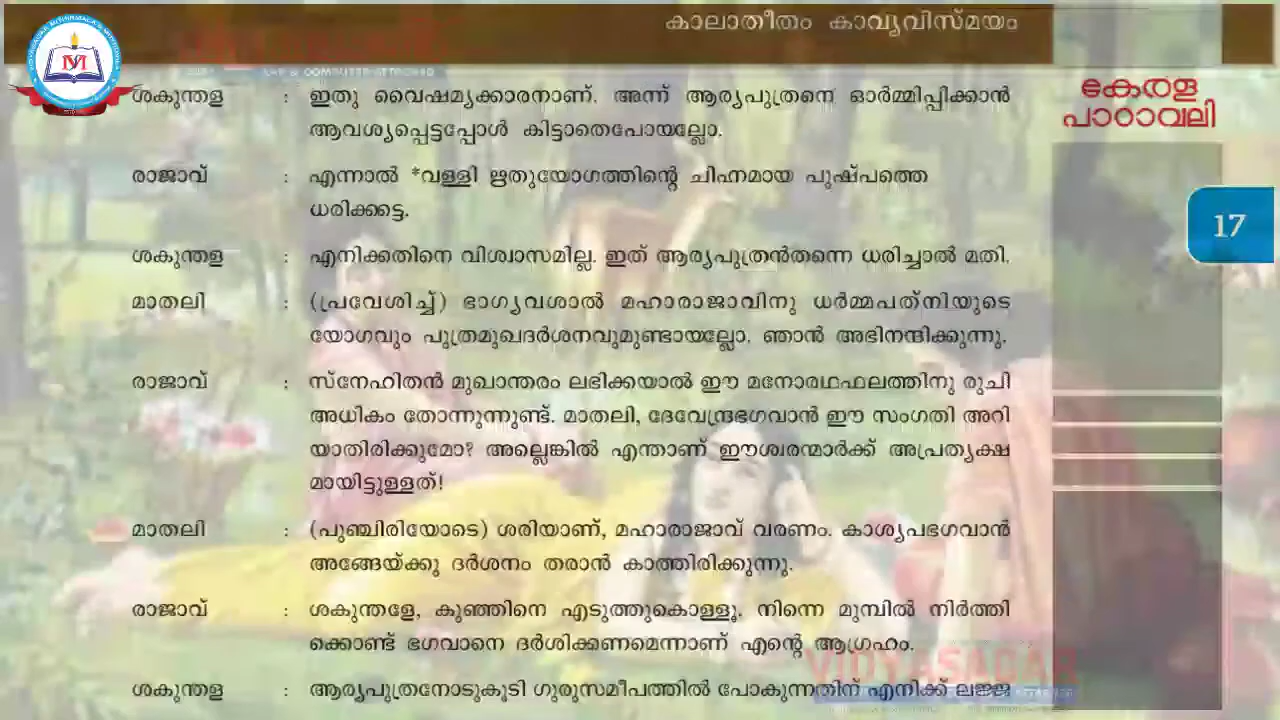 കാലാതീതം കാവ്യവിസ്മയം
കേരള
പാഠാവലി
17
ശകുന്തള : ഇതു വൈഷമ്യക്കാരനാണ്. അന്ന് ആര്യപുത്രനെ ഓർമ്മിപ്പിക്കാൻ
ആവശ്യപ്പെട്ടപ്പോൾ കിട്ടാതെപോയല്ലോ.
രാജാവ് : എന്നാൽ *വള്ളി ഋതുയോഗത്തിന്റെ ചിഹ്നമായ പുഷ്പത്തെ
ധരിക്കട്ടെ.
ശകുന്തള : എനിക്കതിനെ വിശ്വാസമില്ല. ഇത് ആര്യപുത്രൻതന്നെ ധരിച്ചാൽ മതി.
മാതലി : (പ്രവേശിച്ച്) ഭാഗ്യവശാൽ മഹാരാജാവിനു ധർമ്മപത്നിയുടെ
യോഗവും പുത്രമുഖദർശനവുമുണ്ടായല്ലോ. ഞാൻ അഭിനന്ദിക്കുന്നു.
രാജാവ് : സ്നേഹിതൻ മുഖാന്തരം ലഭിക്കയാൽ ഈ മനോരഥഫലത്തിനു രുചി
അധികം തോന്നുന്നുണ്ട്. മാതലി, ദേവേന്ദ്രഭഗവാൻ ഈ സംഗതി അറി
യാതിരിക്കുമോ? അല്ലെങ്കിൽ എന്താണ് ഈശ്വരന്മാർക്ക് അപ്രത്യക്ഷ
മായിട്ടുള്ളത്!
മാതലി : (പുഞ്ചിരിയോടെ) ശരിയാണ്, മഹാരാജാവ് വരണം. കാശ്യപഭഗവാൻ
അങ്ങേയ്ക്കു ദർശനം തരാൻ കാത്തിരിക്കുന്നു.
രാജാവ് : ശകുന്തളേ, കുഞ്ഞിനെ എടുത്തുകൊള്ളൂ. നിന്നെ മുമ്പിൽ നിർത്തി
ക്കൊണ്ട് ഭഗവാനെ ദർശിക്കണമെന്നാണ് എന്റെ ആഗ്രഹം.
ശകുന്തള : ആര്യപുത്രനോടുകൂടി ഗുരുസമീപത്തിൽ പോകുന്നതിന് എനിക്ക് ലജ്ജ
VIDYASAGAR